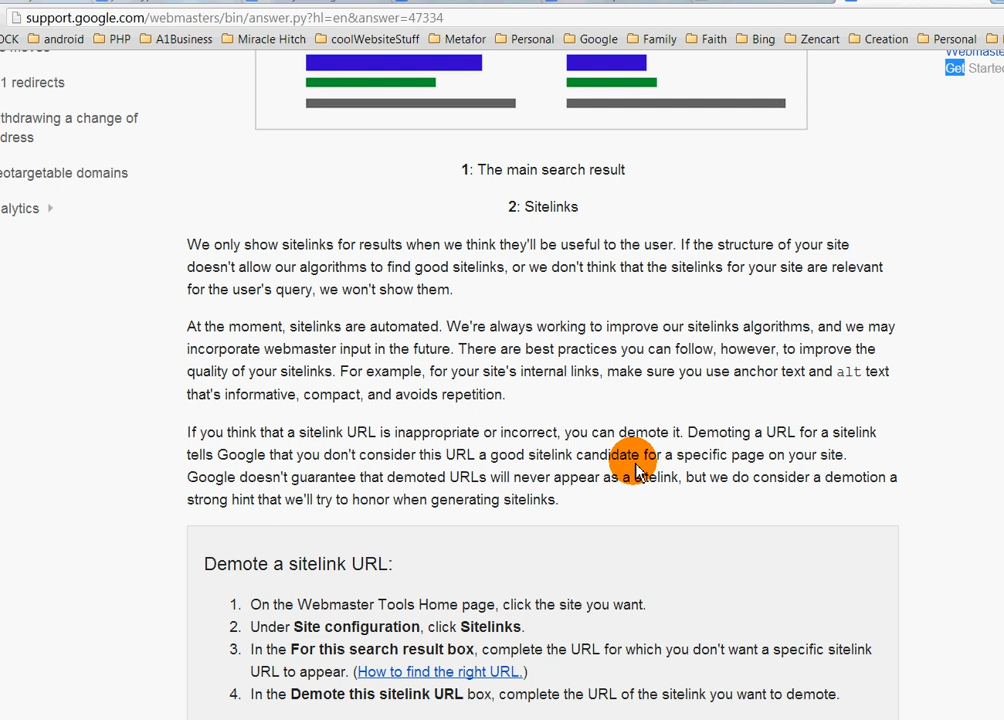 support.google.com/webmasters/bin/answer.py?hl=en&answer=47334
OCK android PHP A1Business Miracle Hitch coolWebsiteStuff Metafor Personal Google Family Faith Bing Zencart Creation Personal
Webmaste
Get Started
1 redirects
thdrawing a change of
dress
eotargetable domains
alytics
1: The main search result
2: Sitelinks
We only show sitelinks for results when we think they'll be useful to the user. If the structure of your site
doesn't allow our algorithms to find good sitelinks, or we don't think that the sitelinks for your site are relevant
for the user's query, we won't show them.
At the moment, sitelinks are automated. We're always working to improve our sitelinks algorithms, and we may
incorporate webmaster input in the future. There are best practices you can follow, however, to improve the
quality of your sitelinks. For example, for your site's internal links, make sure you use anchor text and alt text
that's informative, compact, and avoids repetition.
If you think that a sitelink URL is inappropriate or incorrect, you can demote it. Demoting a URL for a sitelink
tells Google that you don't consider this URL a good sitelink candidate for a specific page on your site.
Google doesn't guarantee that demoted URLs will never appear as a sitelink, but we do consider a demotion a
strong hint that we'll try to honor when generating sitelinks.
Demote a sitelink URL:
1. On the Webmaster Tools Home page, click the site you want.
2. Under Site configuration, click Sitelinks.
3. In the For this search result box, complete the URL for which you don't want a specific sitelink
URL to appear. (How to find the right URL.)
4. In the Demote this sitelink URL box, complete the URL of the sitelink you want to demote.